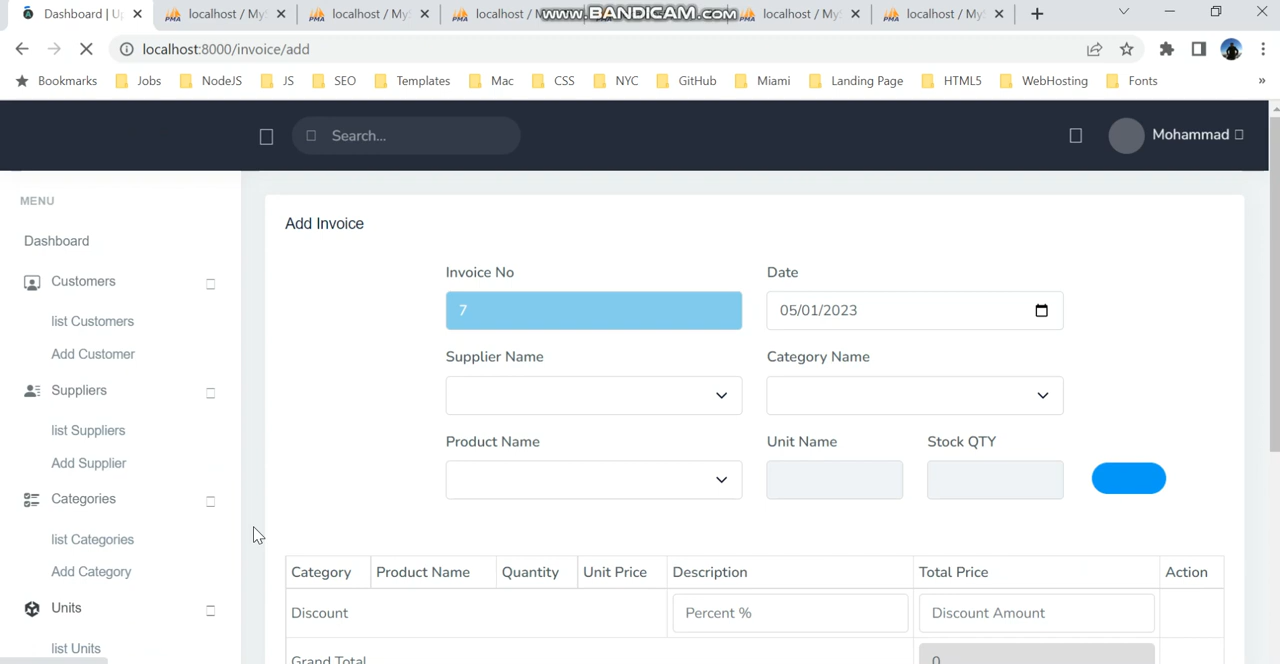 Dashboard | U
localhost / My
localhost / My
localhost / My
www.BANDICAM.com
localhost / My
localhost / My
localhost:8000/invoice/add
Bookmarks
Jobs
NodeJS
JS
SEO
Templates
Mac
CSS
NYC
GitHub
Miami
Landing Page
HTML5
WebHosting
Fonts
»
Search...
Mohammad
MENU
Dashboard
Customers
list Customers
Add Customer
Suppliers
list Suppliers
Add Supplier
Categories
list Categories
Add Category
Units
list Units
Add Invoice
Invoice No
Date
7
05/01/2023
Supplier Name
Category Name
Product Name
Unit Name
Stock QTY
Category
Product Name
Quantity
Unit Price
Description
Total Price
Action
Discount
Percent %
Discount Amount
Grand Total
0